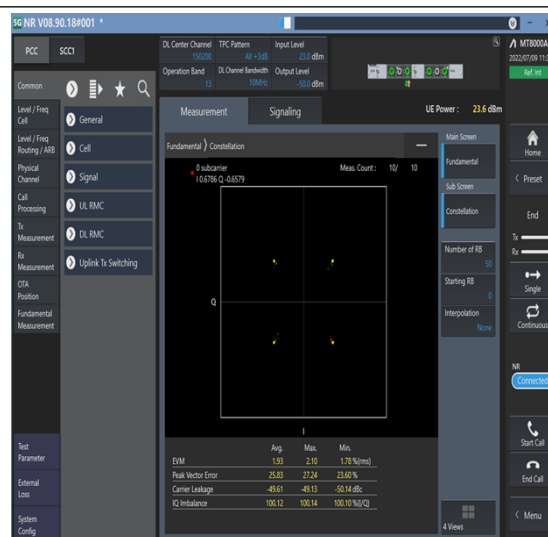 SG NR V08.90.18#001 *
PCC SCC1
DL Center Channel TPC Pattern Input Level
150200 All +3dB 23.0 dBm
Operation Band DL Channel Bandwidth Output Level
13 10MHz -50.0 dBm
MT8000A
Ref. int
Common
Level / Freq
Cell
Level / Freq
Routing / ARB
Physical
Channel
Call
Processing
Tx
Measurement
Rx
Measurement
OTA
Position
Fundamental
Measurement
Test
Parameter
External
Loss
System
Config
General
Cell
Signal
UL RMC
DL RMC
Uplink Tx Switching
Measurement Signaling
UE Power : 23.6 dBm
Fundamental ) Constellation
0 subcarrier Meas. Count : 10/ 10
I 0.6786 Q -0.6579
Q
I
Avg. Max. Min.
EVM 1.93 2.10 1.78 %(rms)
Peak Vector Error 25.83 27.24 23.60 %
Carrier Leakage -49.61 -49.13 -50.14 dBc
IQ Imbalance 100.12 100.14 100.10 %(I/Q)
Main Screen
Fundamental
Sub Screen
Constellation
Number of RB
50
Starting RB
0
Interpolation
None
4 Views
Home
Preset
End
Tx
Rx
Single
Continuous
NR
Connected
Start Call
End Call
Menu